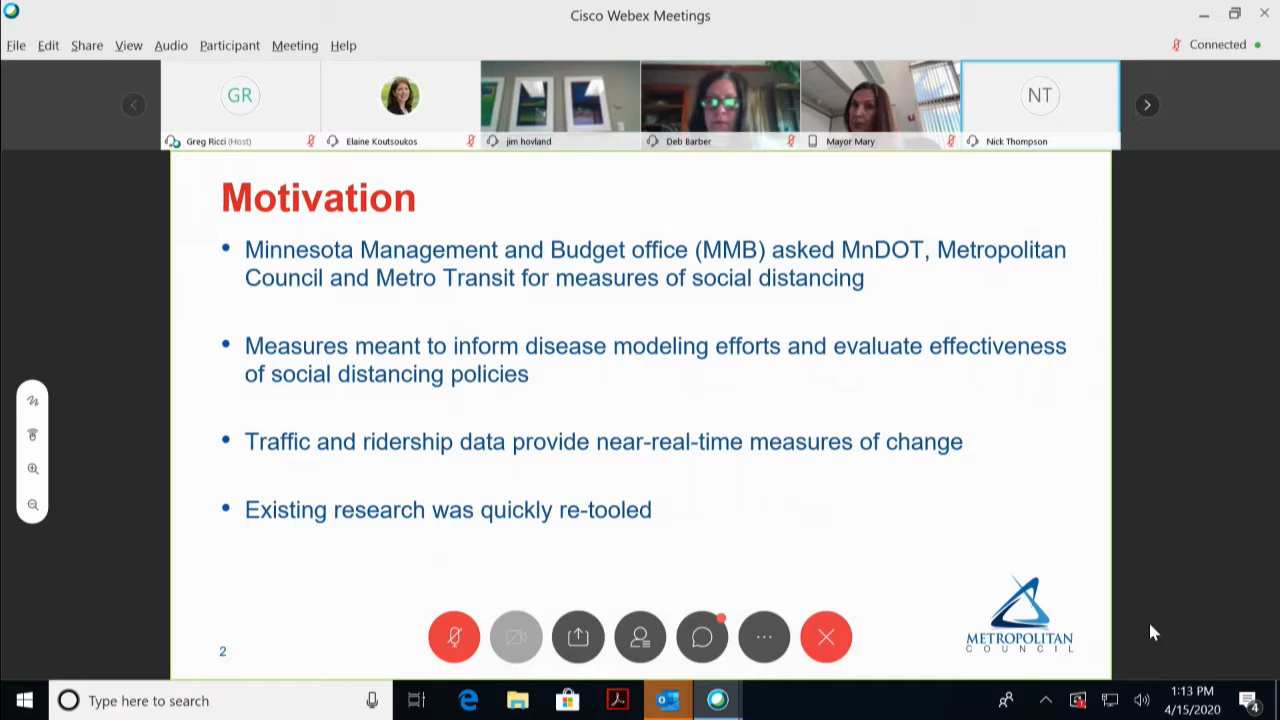 Cisco Webex Meetings
File Edit Share View Audio Participant Meeting Help
Connected
GR
NT
Greg Ricci (Host)
Elaine Koutsoukos
jim hovland
Deb Barber
Mayor Mary
Nick Thompson
Motivation
• Minnesota Management and Budget office (MMB) asked MnDOT, Metropolitan
Council and Metro Transit for measures of social distancing
• Measures meant to inform disease modeling efforts and evaluate effectiveness
of social distancing policies
• Traffic and ridership data provide near-real-time measures of change
• Existing research was quickly re-tooled
METROPOLITAN
COUNCIL
2
Type here to search
1:13 PM
4/15/2020
4